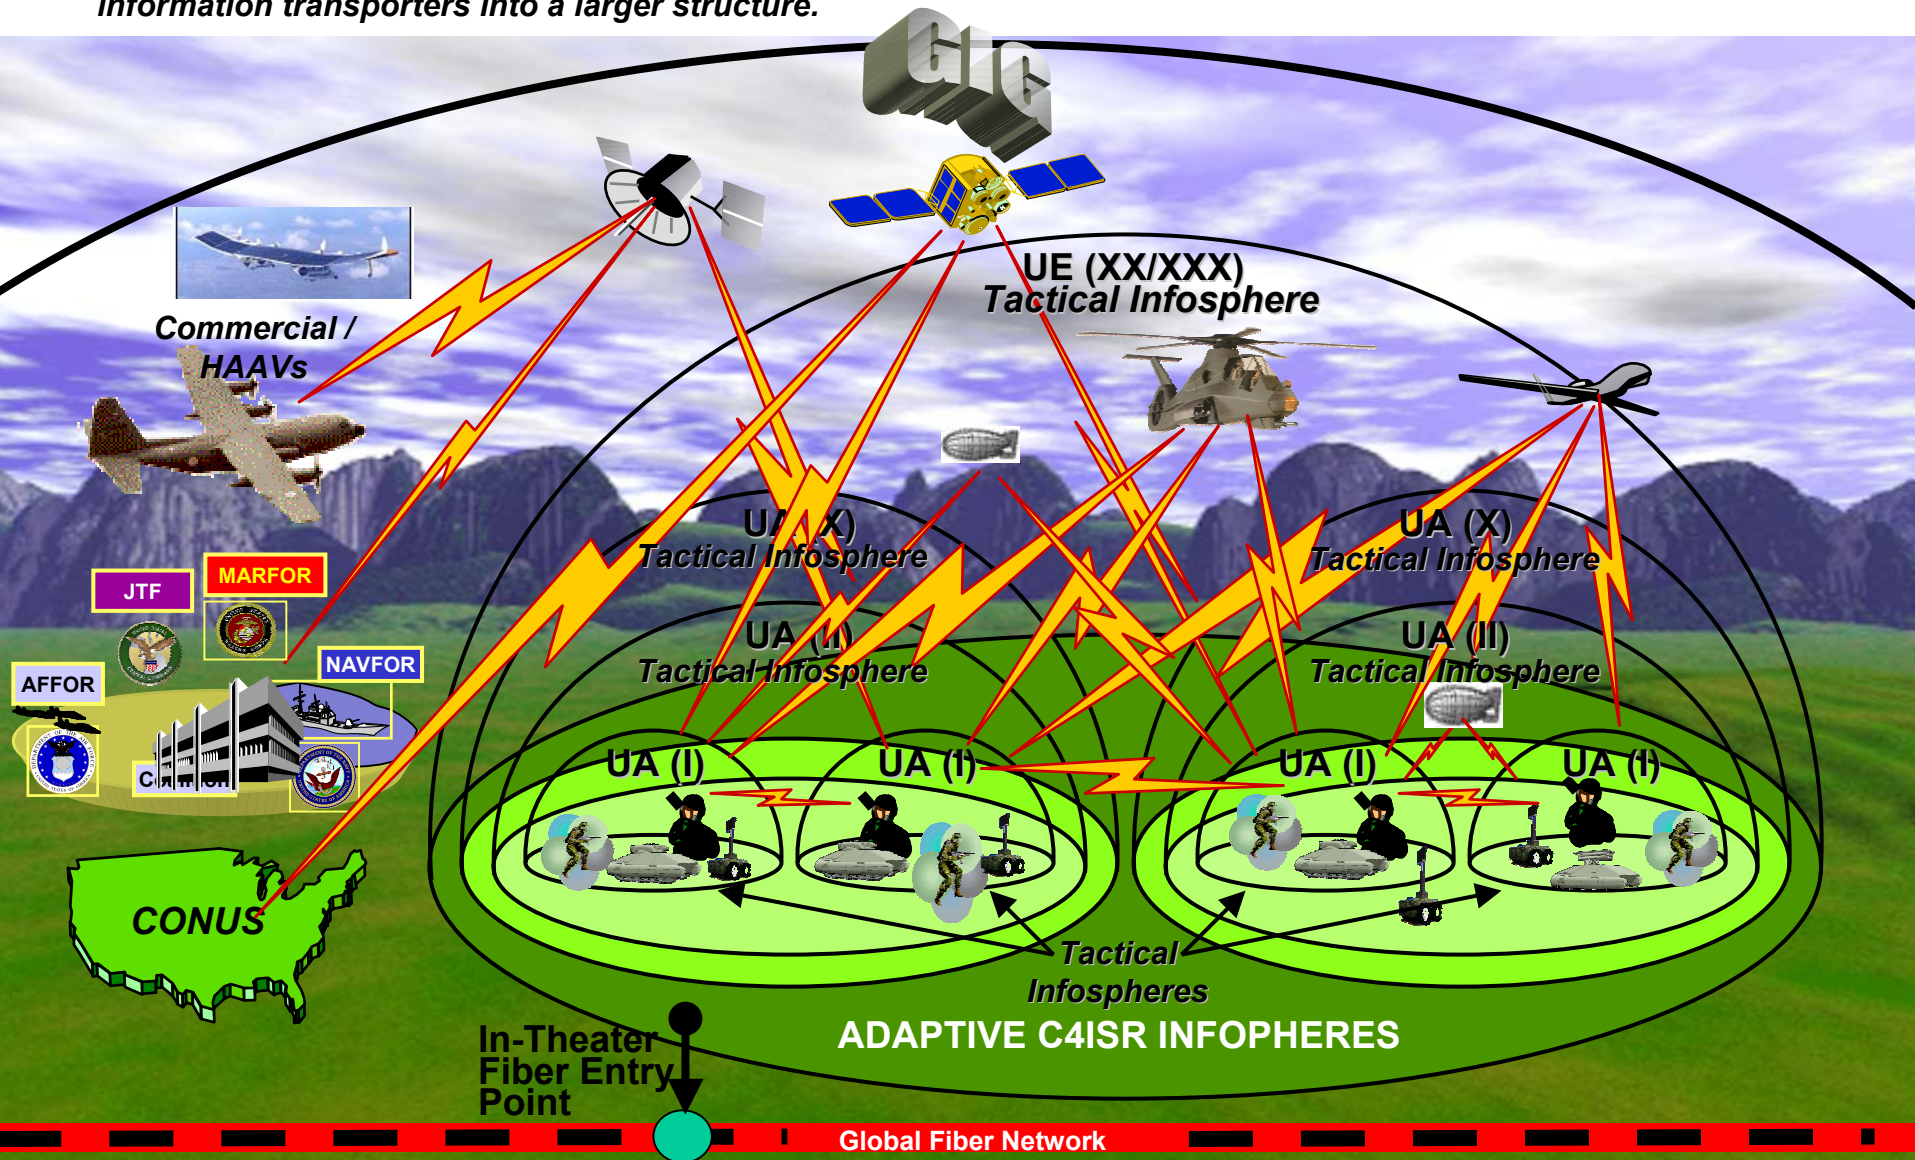 information transporters into a larger structure.
GIG
UE (XX/XXX)
Tactical Infosphere
Commercial /
HAAVs
UA (X)
Tactical Infosphere
UA (X)
Tactical Infosphere
JTF
MARFOR
NAVFOR
AFFOR
UA (II)
Tactical Infosphere
UA (II)
Tactical Infosphere
UA (I)
UA (I)
UA (I)
UA (I)
CONUS
Tactical
Infospheres
ADAPTIVE C4ISR INFOPHERES
In-Theater
Fiber Entry
Point
Global Fiber Network